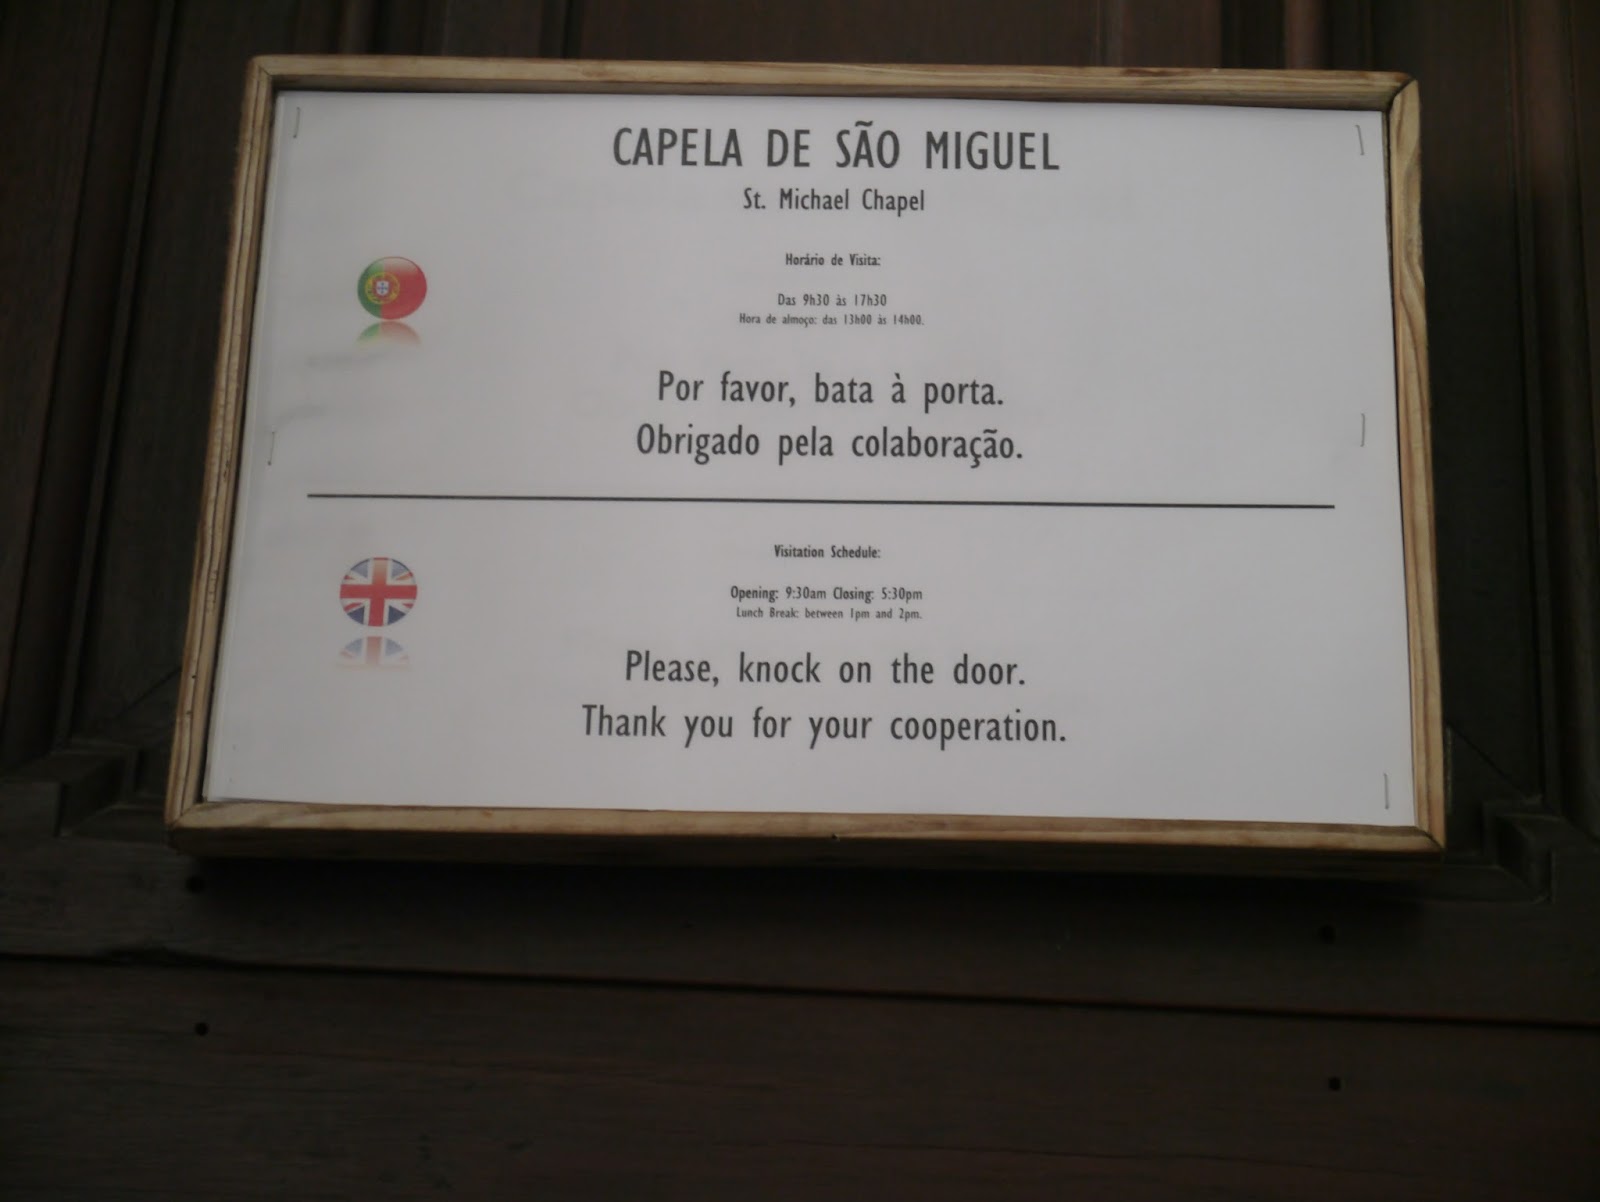 CAPELA DE SÃO MIGUEL
St. Michael Chapel
Horário de Visita:
Das 9h30 às 17h30
Hora de almoço: das 13h00 às 14h00.
Por favor, bata à porta.
Obrigado pela colaboração.
Visitation Schedule:
Opening: 9:30am Closing: 5:30pm
Lunch Break: between 1pm and 2pm.
Please, knock on the door.
Thank you for your cooperation.